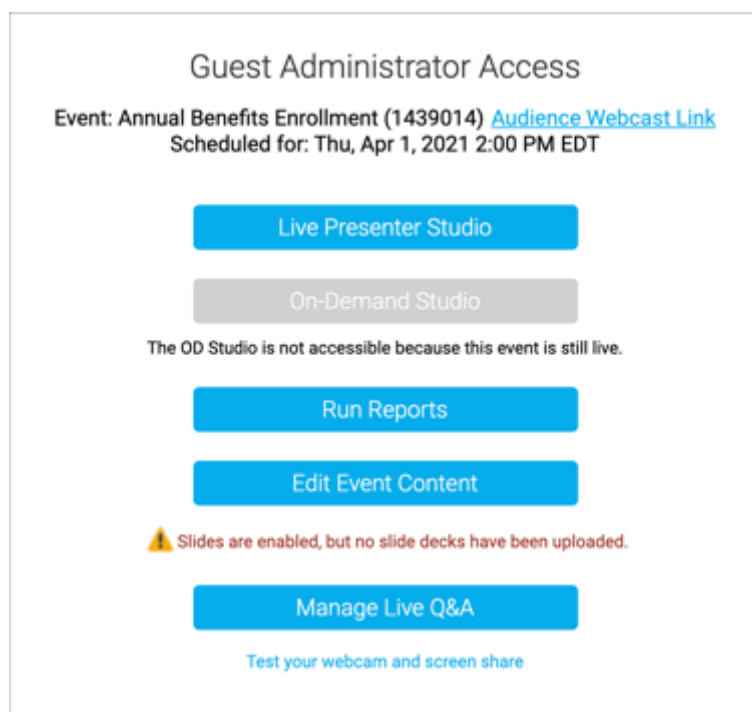 Guest Administrator Access
Event: Annual Benefits Enrollment (1439014) Audience Webcast Link
Scheduled for: Thu, Apr 1, 2021 2:00 PM EDT
Live Presenter Studio
On-Demand Studio
The OD Studio is not accessible because this event is still live.
Run Reports
Edit Event Content
Slides are enabled, but no slide decks have been uploaded.
Manage Live Q&A
Test your webcam and screen share